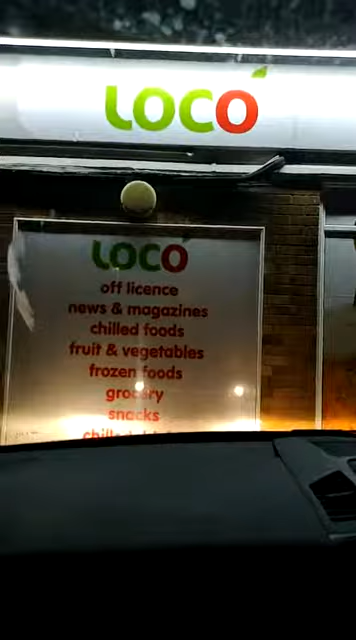 LOCO
LOCO
off licence
news & magazines
chilled foods
fruit & vegetables
frozen foods
grocery
snacks